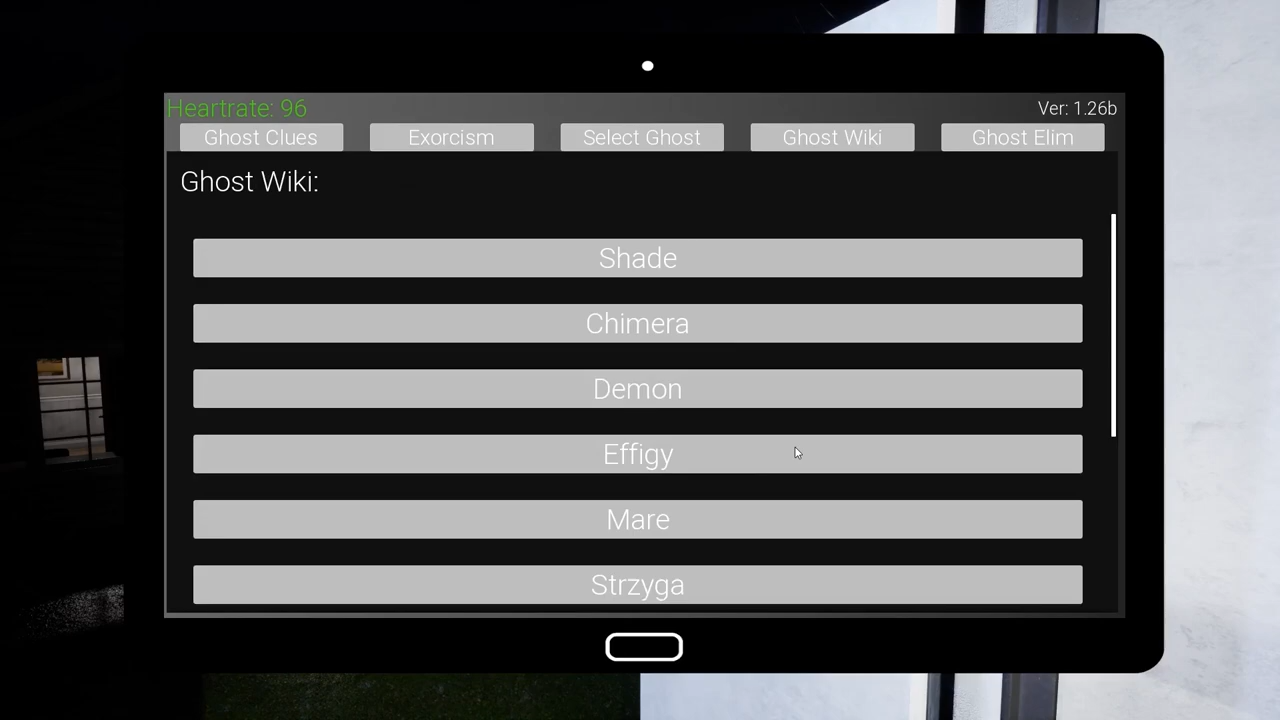 Heartrate: 96
Ver: 1.26b
Ghost Clues
Exorcism
Select Ghost
Ghost Wiki
Ghost Elim
Ghost Wiki:
Shade
Chimera
Demon
Effigy
Mare
Strzyga